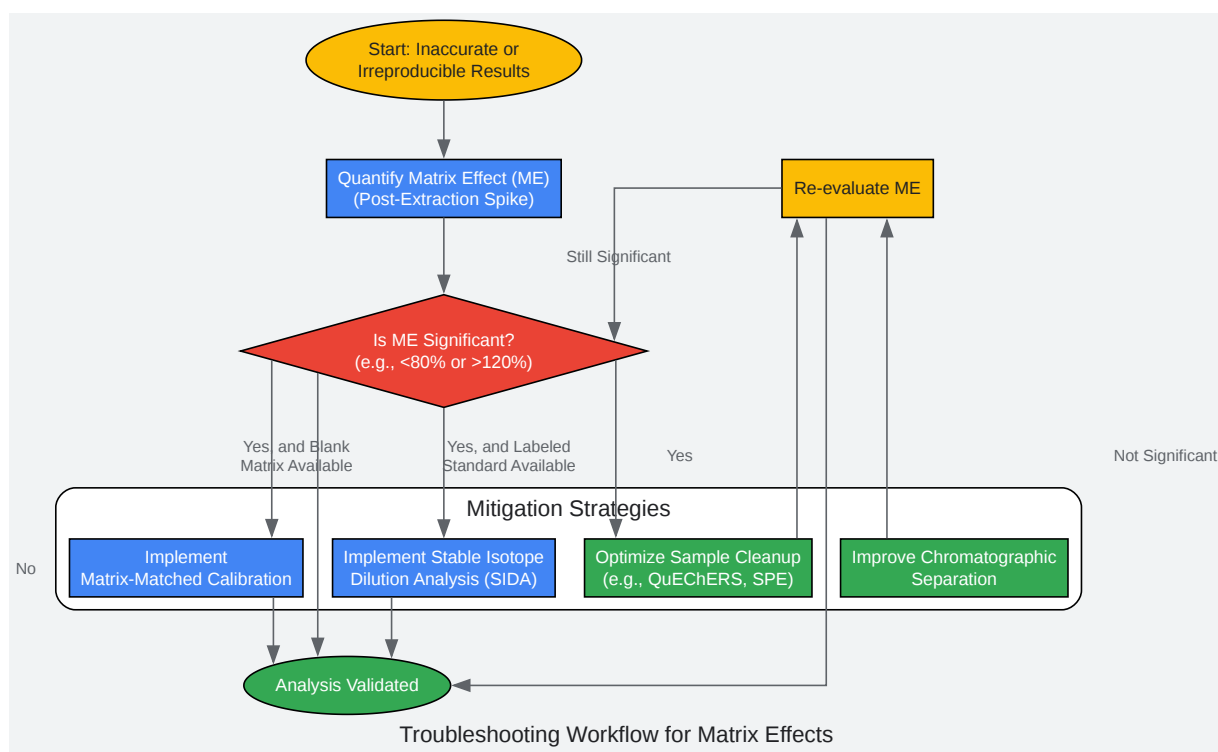 Start: Inaccurate or
Irreproducible Results
Quantify Matrix Effect (ME)
(Post-Extraction Spike)
Re-evaluate ME
Still Significant
Is ME Significant?
(e.g., <80% or >120%)
Yes, and Blank
Matrix Available
Yes, and Labeled
Standard Available
Yes
Not Significant
Mitigation Strategies
No
Implement
Matrix-Matched Calibration
Implement Stable Isotope
Dilution Analysis (SIDA)
Optimize Sample Cleanup
(e.g., QuEChERS, SPE)
Improve Chromatographic
Separation
Analysis Validated
Troubleshooting Workflow for Matrix Effects